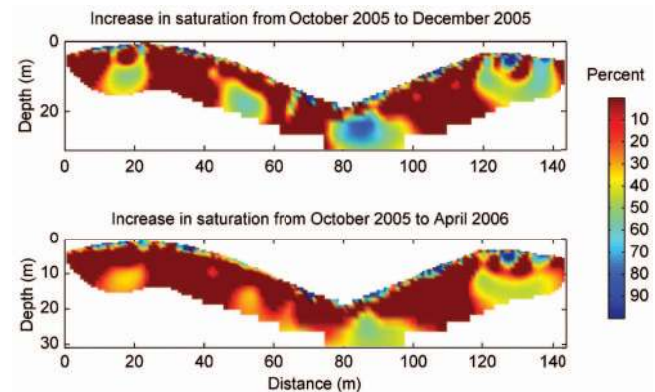 Increase in saturation from October 2005 to December 2005
Depth (m)
0
20
0 20 40 60 80 100 120 140
Increase in saturation from October 2005 to April 2006
Depth (m)
0
10
20
30
0 20 40 60 80 100 120 140
Distance (m)
Percent
10
20
30
40
50
60
70
80
90